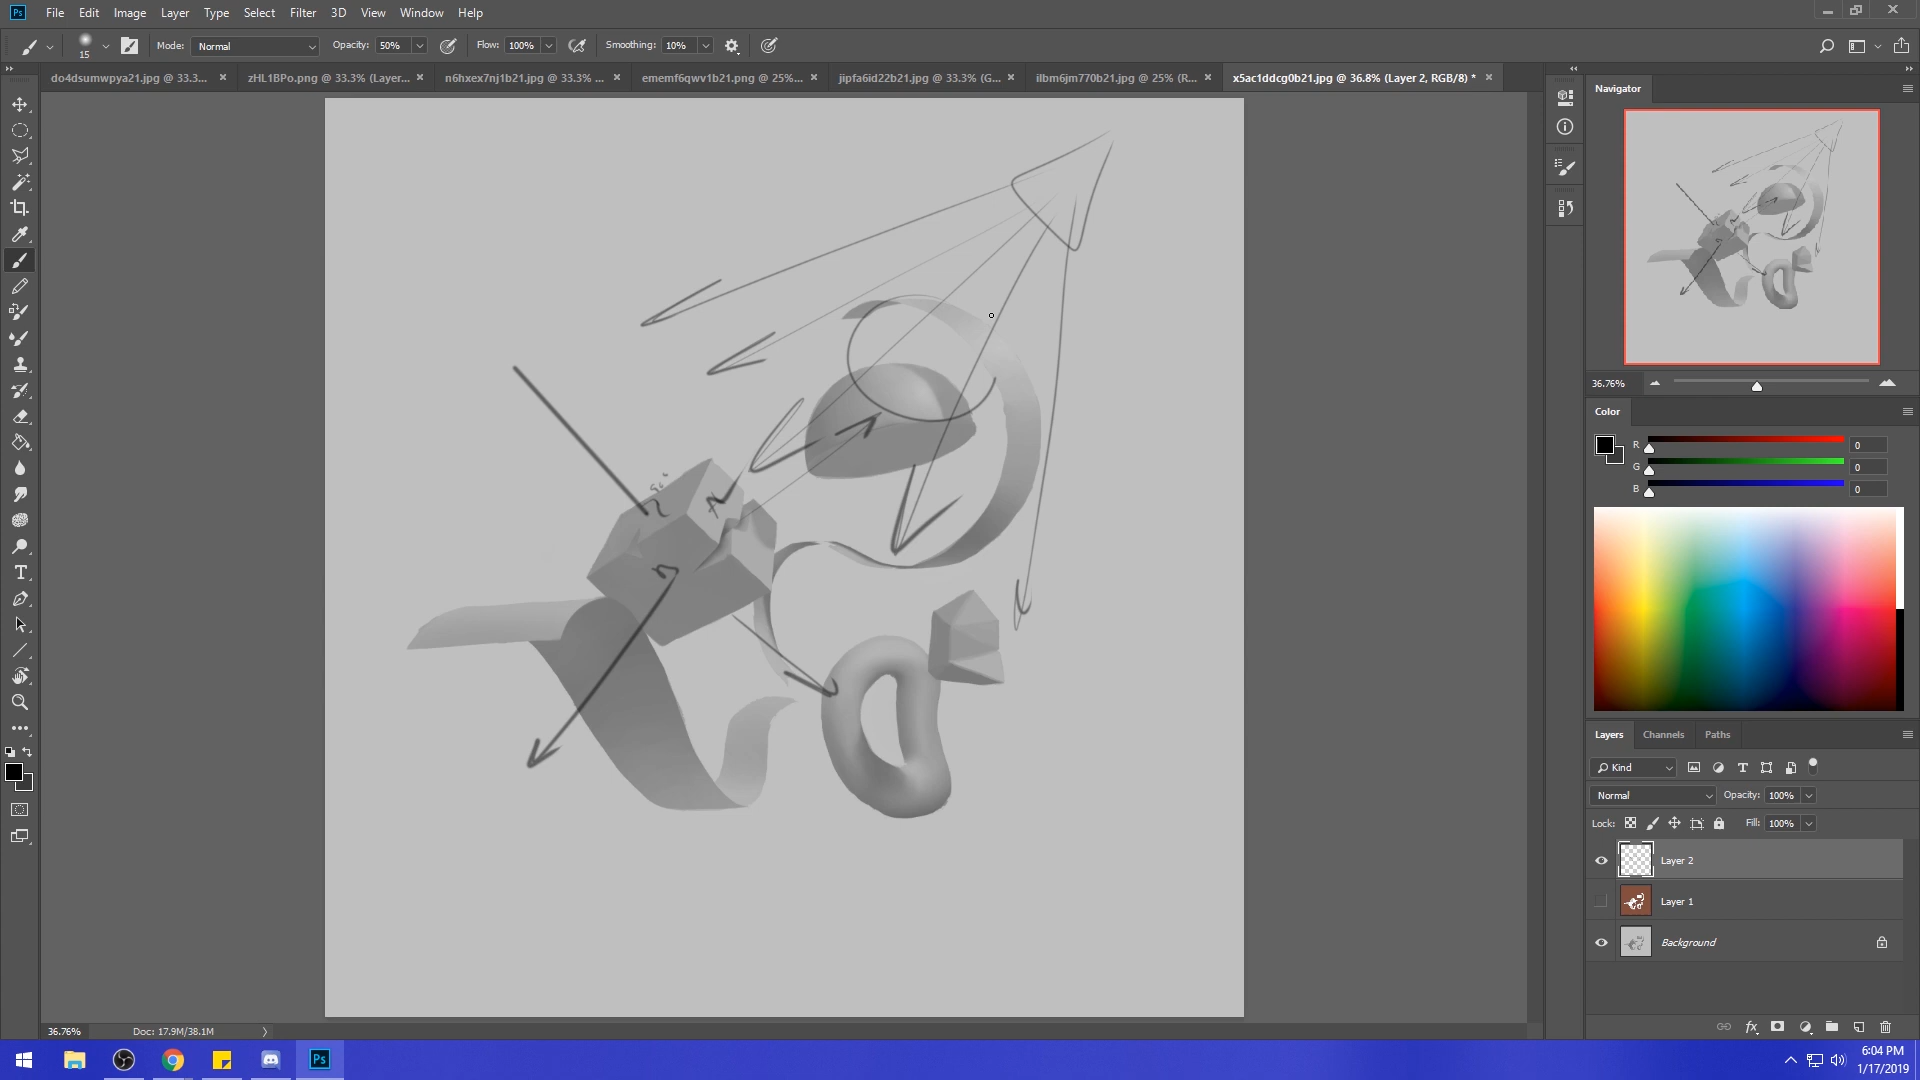 Ps File Edit Image Layer Type Select Filter 3D View Window Help
15 Mode: Normal Opacity: 50% Flow: 100% Smoothing: 10%
do4dsumwpya21.jpg @ 33.3... zHL1BPo.png @ 33.3% (Layer... n6hxex7nj1b21.jpg @ 33.3% ... ememf6qwv1b21.png @ 25%... jipfa6id22b21.jpg @ 33.3% (G... ilbm6jm770b21.jpg @ 25% (R... x5ac1ddcg0b21.jpg @ 36.8% (Layer 2, RGB/8) *
Navigator
36.76%
Color
R 0
G 0
B 0
Layers Channels Paths
Kind
Normal Opacity: 100%
Lock: Fill: 100%
Layer 2
Layer 1
Background
36.76% Doc: 17.9M/38.1M
Ps
6:04 PM
1/17/2019